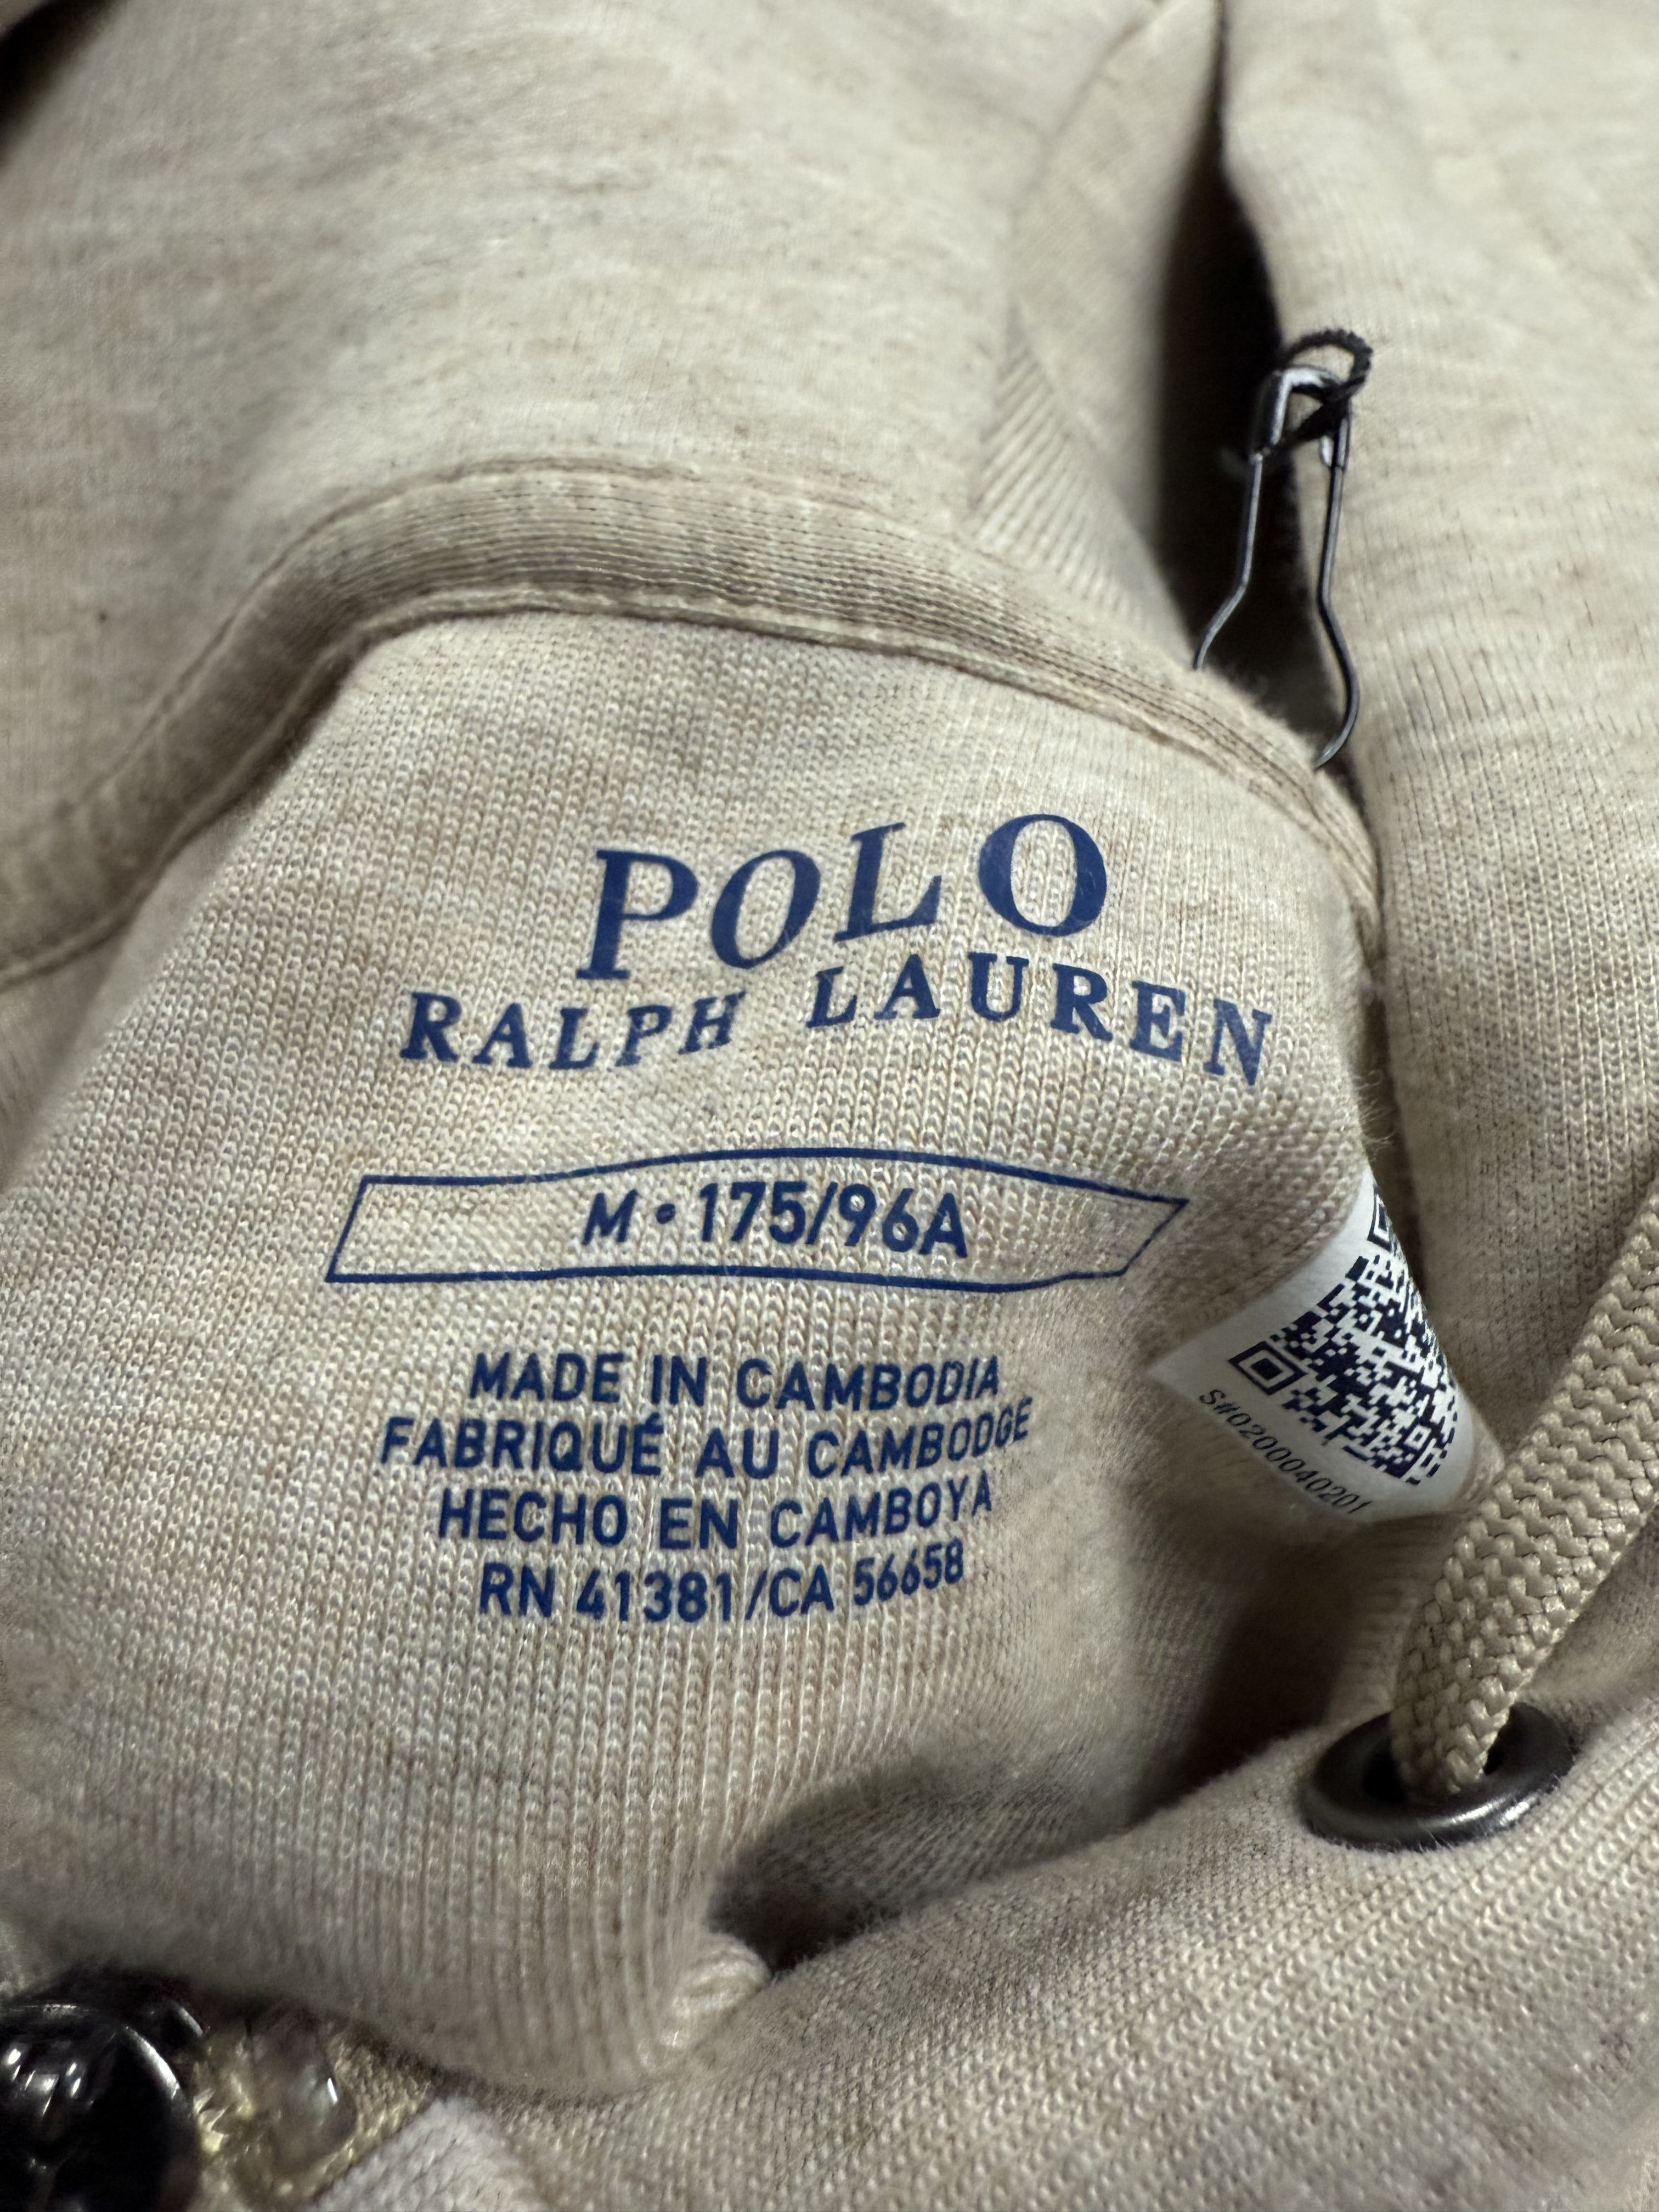 POLO
RALPH LAUREN
M • 175/96A
MADE IN CAMBODIA
FABRIQUÉ AU CAMBODGE
HECHO EN CAMBOYA
RN 41381/CA 56658
S#0200040201